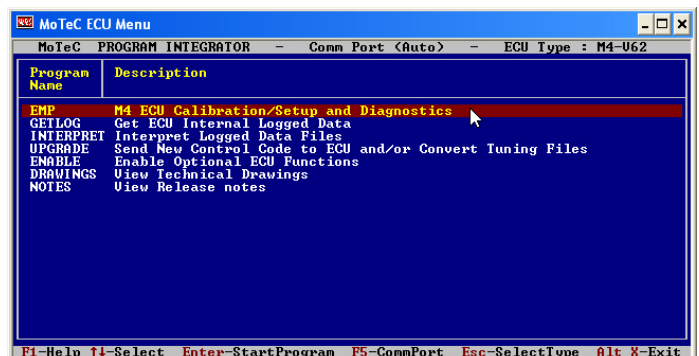 MoTeC ECU Menu
MoTeC PROGRAM INTEGRATOR – Comm Port (Auto) – ECU Type : M4-V62
Program Name Description
EMP M4 ECU Calibration/Setup and Diagnostics
GETLOG Get ECU Internal Logged Data
INTERPRET Interpret Logged Data Files
UPGRADE Send New Control Code to ECU and/or Convert Tuning Files
ENABLE Enable Optional ECU Functions
DRAWINGS View Technical Drawings
NOTES View Release notes
F1-Help ↑↓-Select Enter-StartProgram F5-CommPort Esc-SelectType Alt X-Exit